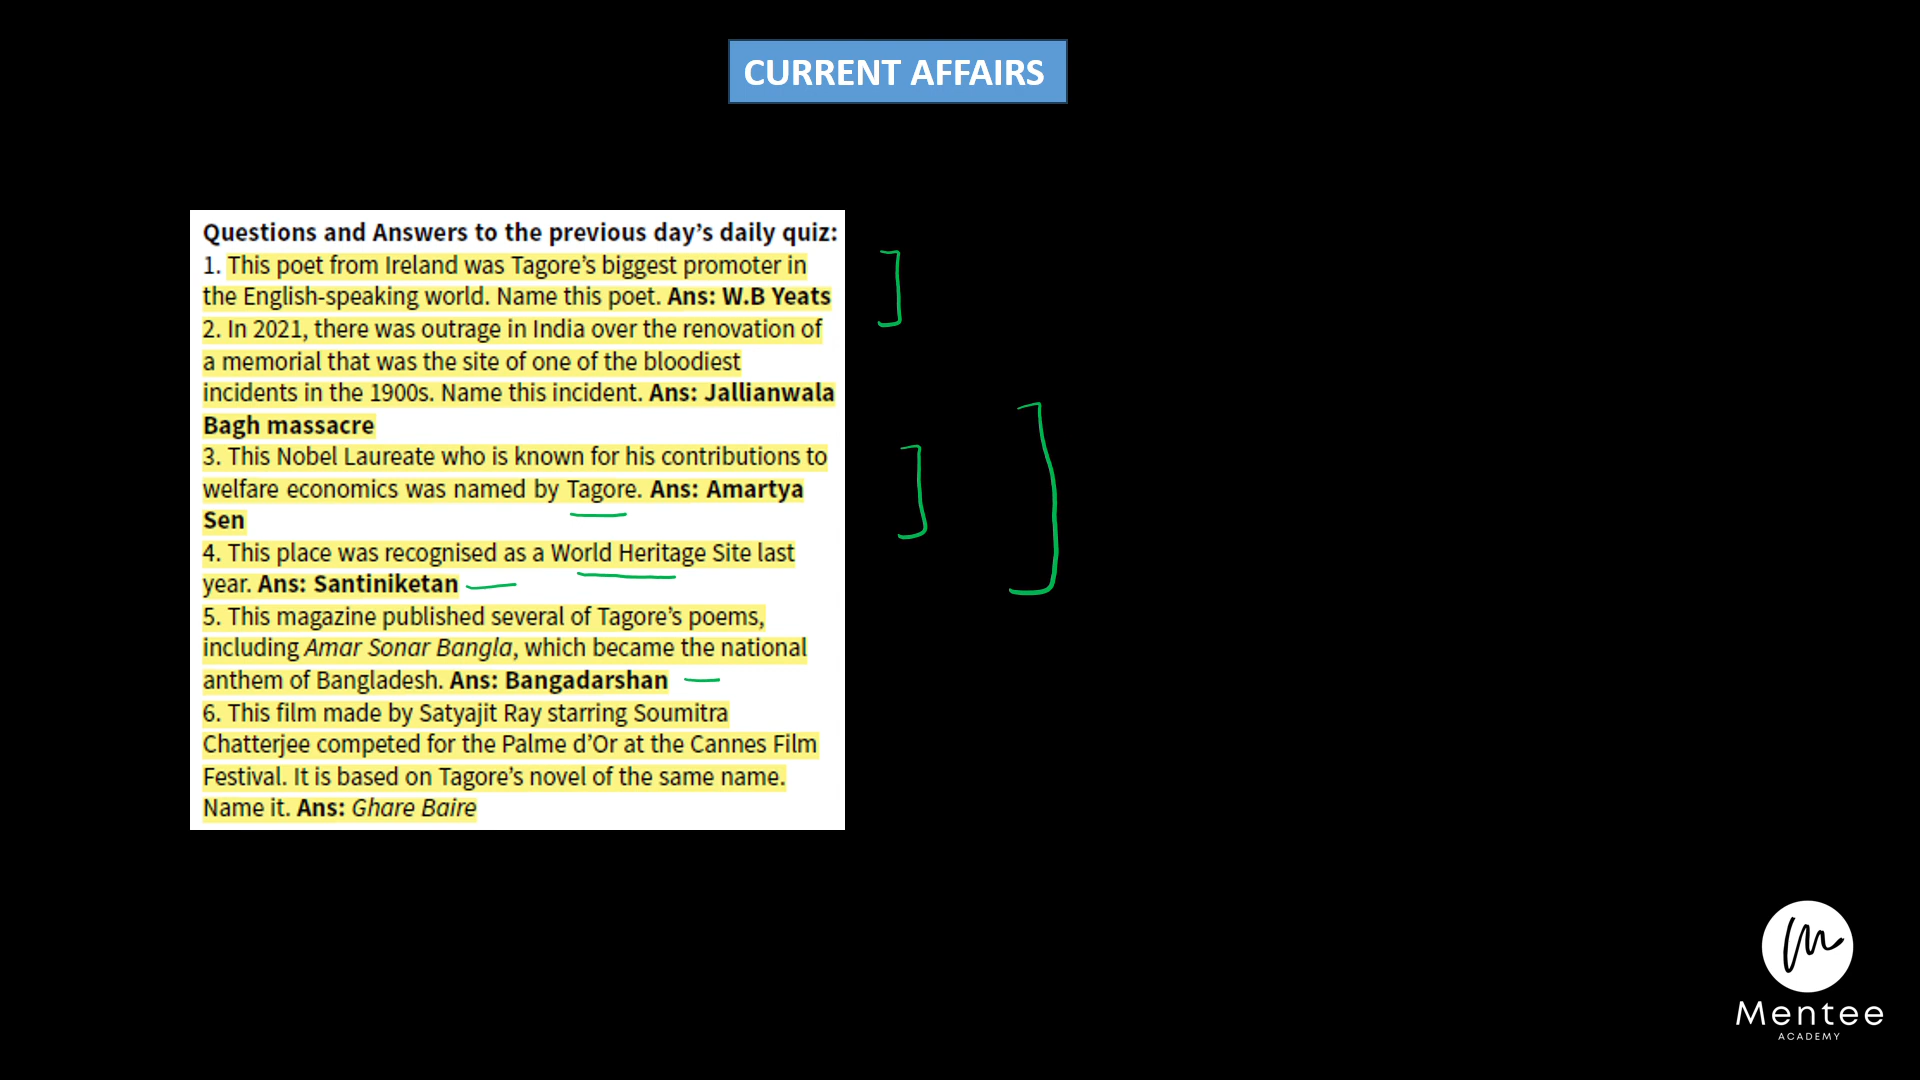 CURRENT AFFAIRS
Questions and Answers to the previous day’s daily quiz:
1. This poet from Ireland was Tagore’s biggest promoter in
the English-speaking world. Name this poet. Ans: W.B Yeats
2. In 2021, there was outrage in India over the renovation of
a memorial that was the site of one of the bloodiest
incidents in the 1900s. Name this incident. Ans: Jallianwala
Bagh massacre
3. This Nobel Laureate who is known for his contributions to
welfare economics was named by Tagore. Ans: Amartya
Sen
4. This place was recognised as a World Heritage Site last
year. Ans: Santiniketan
5. This magazine published several of Tagore’s poems,
including Amar Sonar Bangla, which became the national
anthem of Bangladesh. Ans: Bangadarshan
6. This film made by Satyajit Ray starring Soumitra
Chatterjee competed for the Palme d’Or at the Cannes Film
Festival. It is based on Tagore’s novel of the same name.
Name it. Ans: Ghare Baire
Mentee
ACADEMY